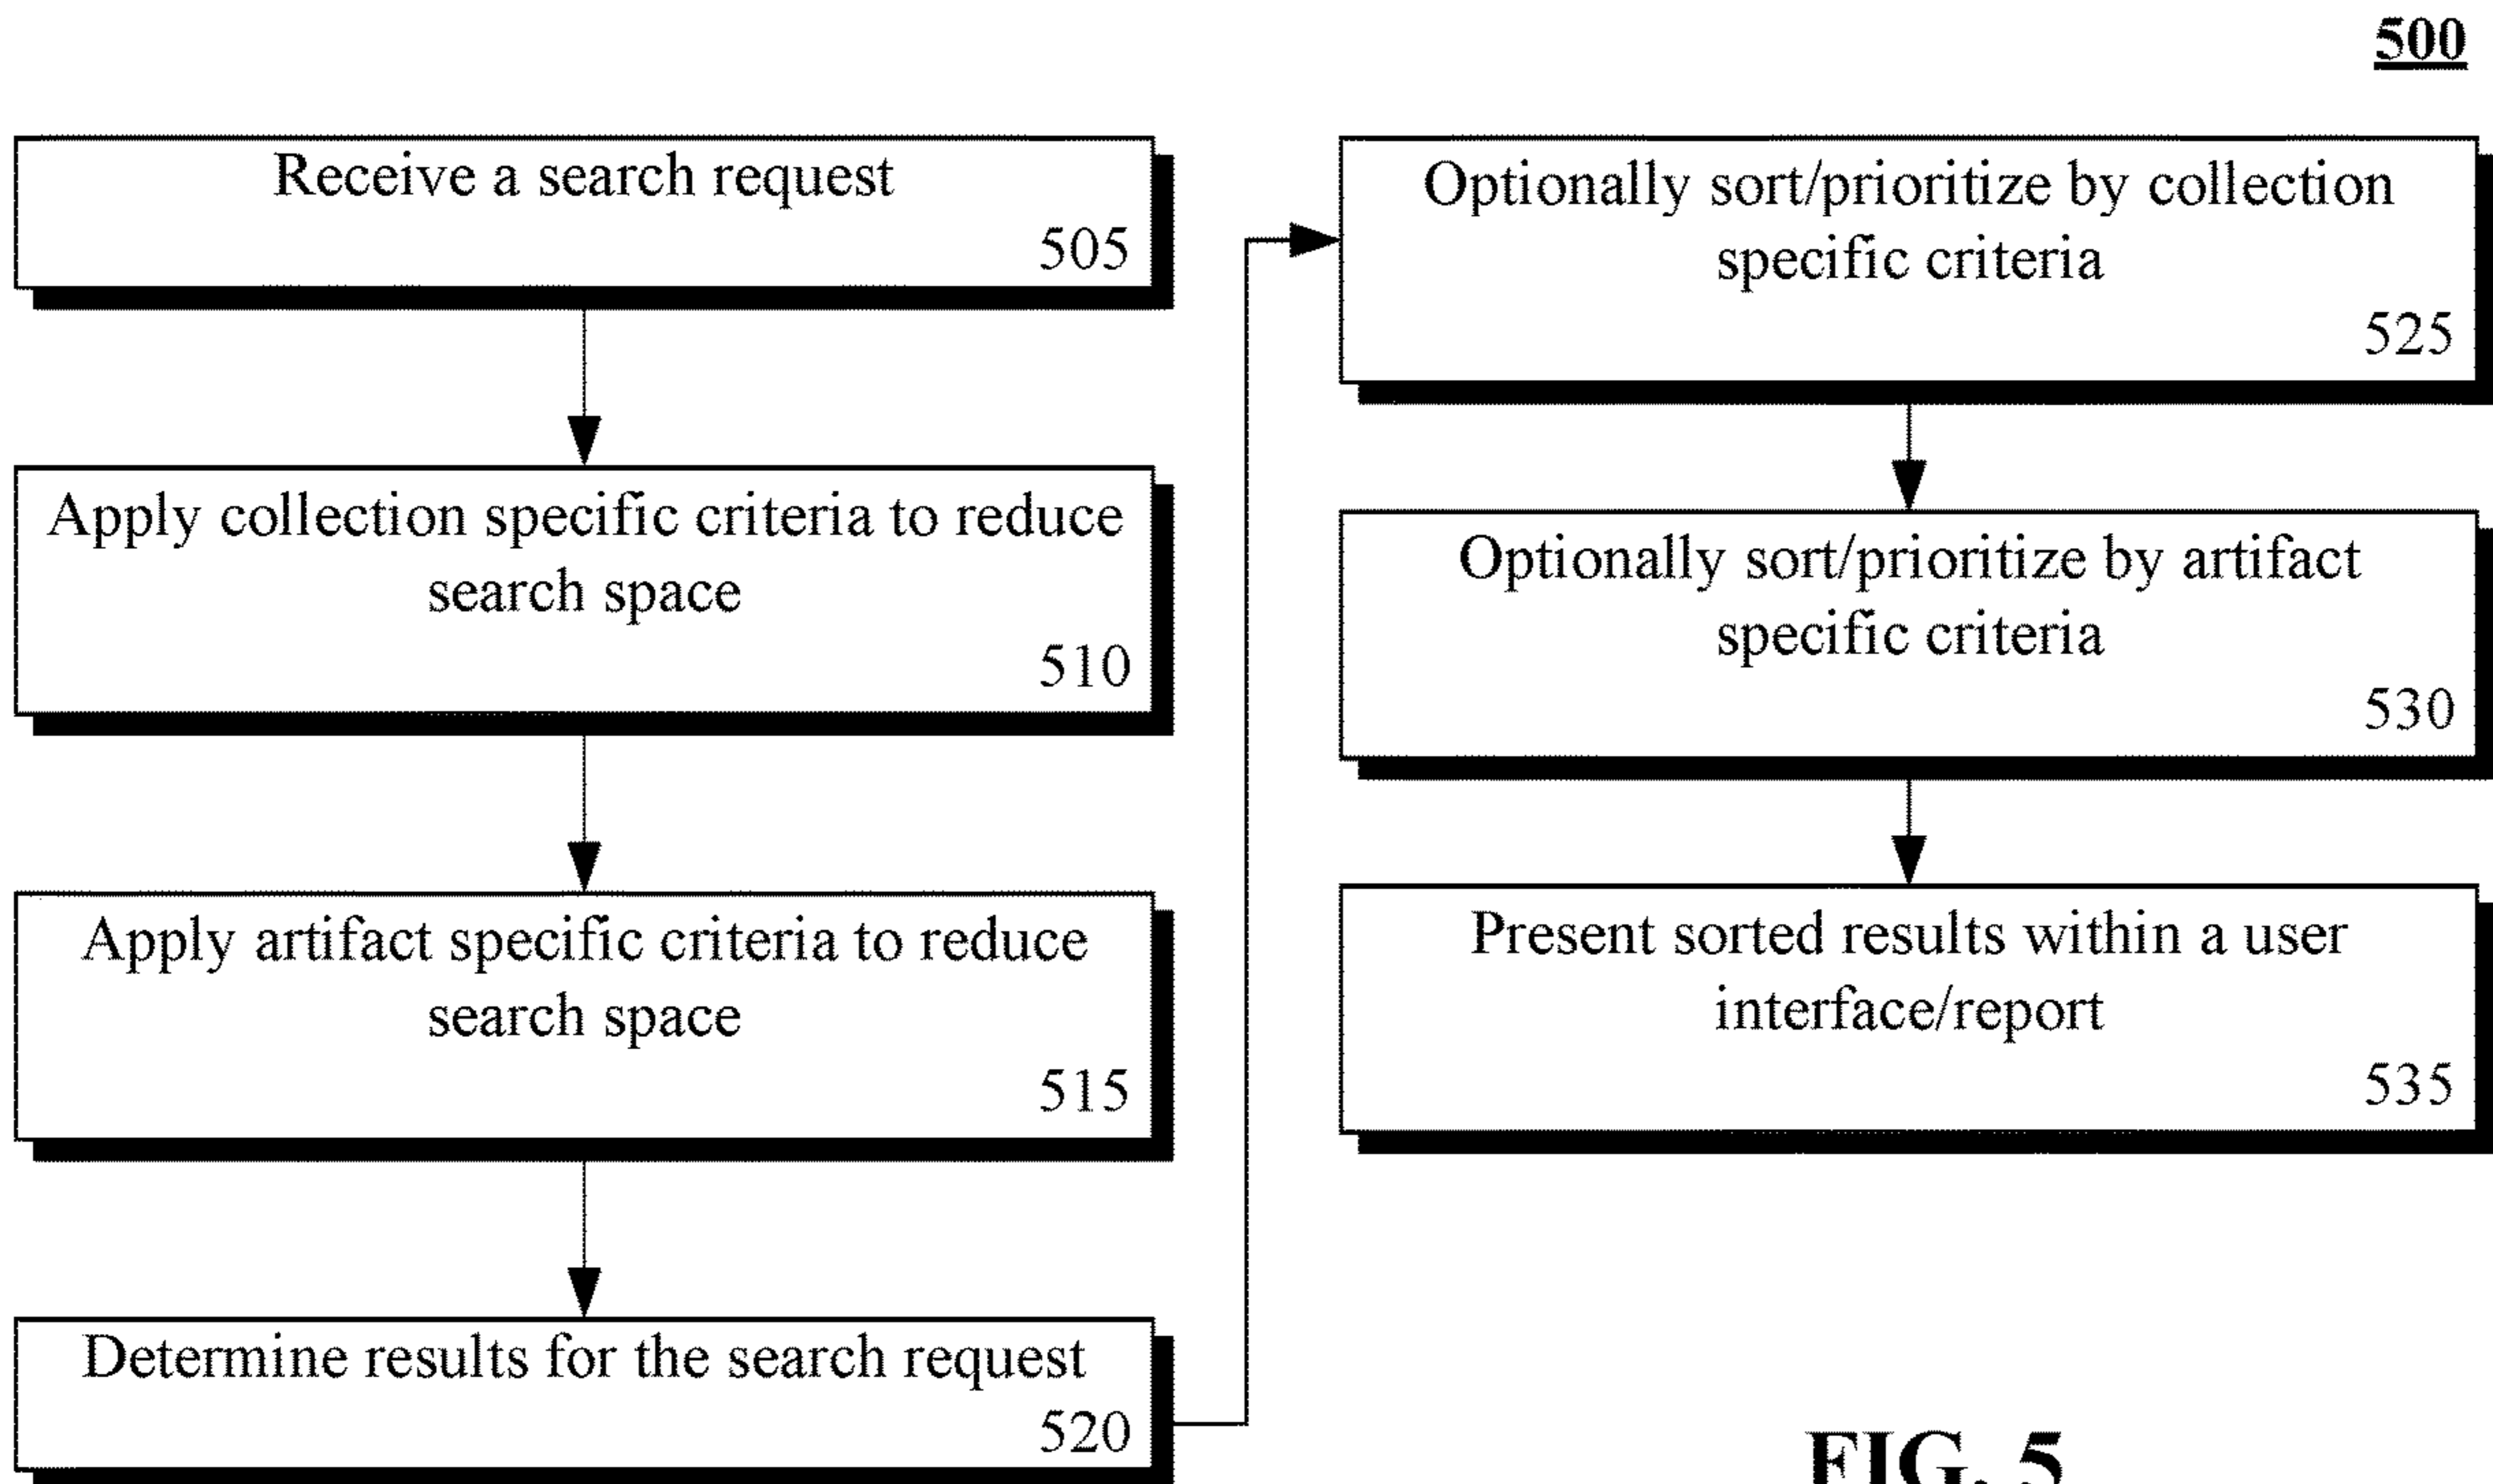 500
Receive a search request
505
Apply collection specific criteria to reduce
search space
510
Apply artifact specific criteria to reduce
search space
515
Determine results for the search request
520
Optionally sort/prioritize by collection
specific criteria
525
Optionally sort/prioritize by artifact
specific criteria
530
Present sorted results within a user
interface/report
535
FIG. 5